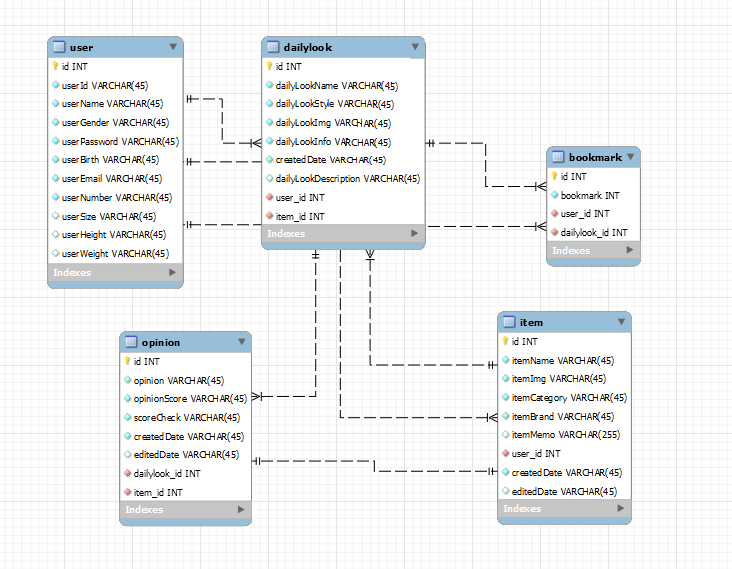 user
id INT
userId VARCHAR(45)
userName VARCHAR(45)
userGender VARCHAR(45)
userPassword VARCHAR(45)
userBirth VARCHAR(45)
userEmail VARCHAR(45)
userNumber VARCHAR(45)
userSize VARCHAR(45)
userHeight VARCHAR(45)
userWeight VARCHAR(45)
Indexes
dailylook
id INT
dailyLookName VARCHAR(45)
dailyLookStyle VARCHAR(45)
dailyLookImg VARCHAR(45)
dailyLookInfo VARCHAR(45)
createdDate VARCHAR(45)
dailyLookDescription VARCHAR(45)
user_id INT
item_id INT
Indexes
bookmark
id INT
bookmark INT
user_id INT
dailylook_id INT
Indexes
opinion
id INT
opinion VARCHAR(45)
opinionScore VARCHAR(45)
scoreCheck VARCHAR(45)
createdDate VARCHAR(45)
editedDate VARCHAR(45)
dailylook_id INT
item_id INT
Indexes
item
id INT
itemName VARCHAR(45)
itemImg VARCHAR(45)
itemCategory VARCHAR(45)
itemBrand VARCHAR(45)
itemMemo VARCHAR(255)
user_id INT
createdDate VARCHAR(45)
editedDate VARCHAR(45)
Indexes